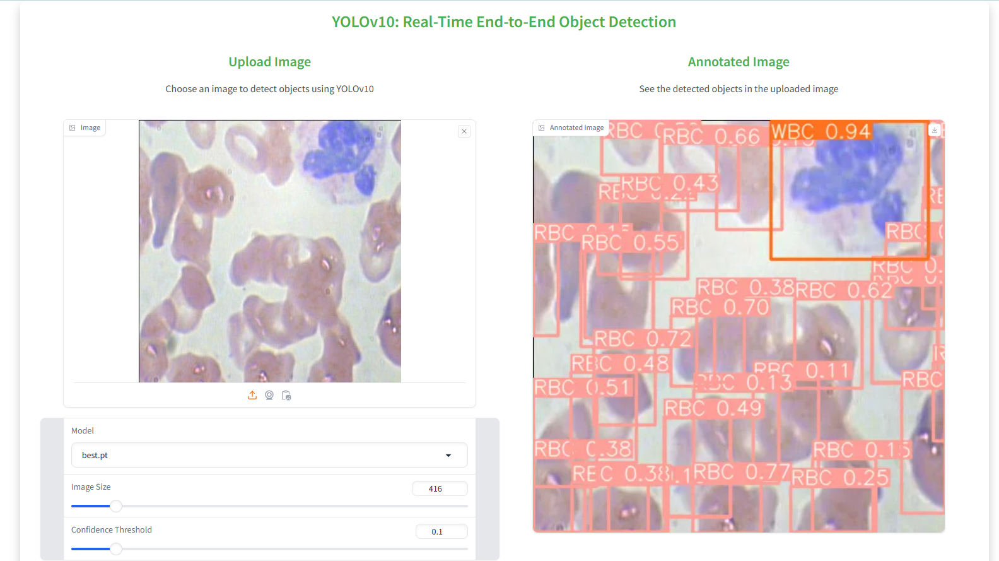 YOLOv10: Real-Time End-to-End Object Detection
Upload Image
Choose an image to detect objects using YOLOv10
Image
Model
best.pt
Image Size
416
Confidence Threshold
0.1
Annotated Image
See the detected objects in the uploaded image
Annotated Image
RBC
RBC 0.66
WBC 0.94
RBC 0.43
RBC
RBC 0.55
RBC
RBC 0.38
RBC 0.62
RBC 0.70
RBC 0.72
RBC 0.48
RBC 0.11
RBC 0.13
RBC
RBC 0.51
RBC 0.49
RBC 0.38
RBC 0.15
RBC 0.38
RBC 0.77
RBC 0.25